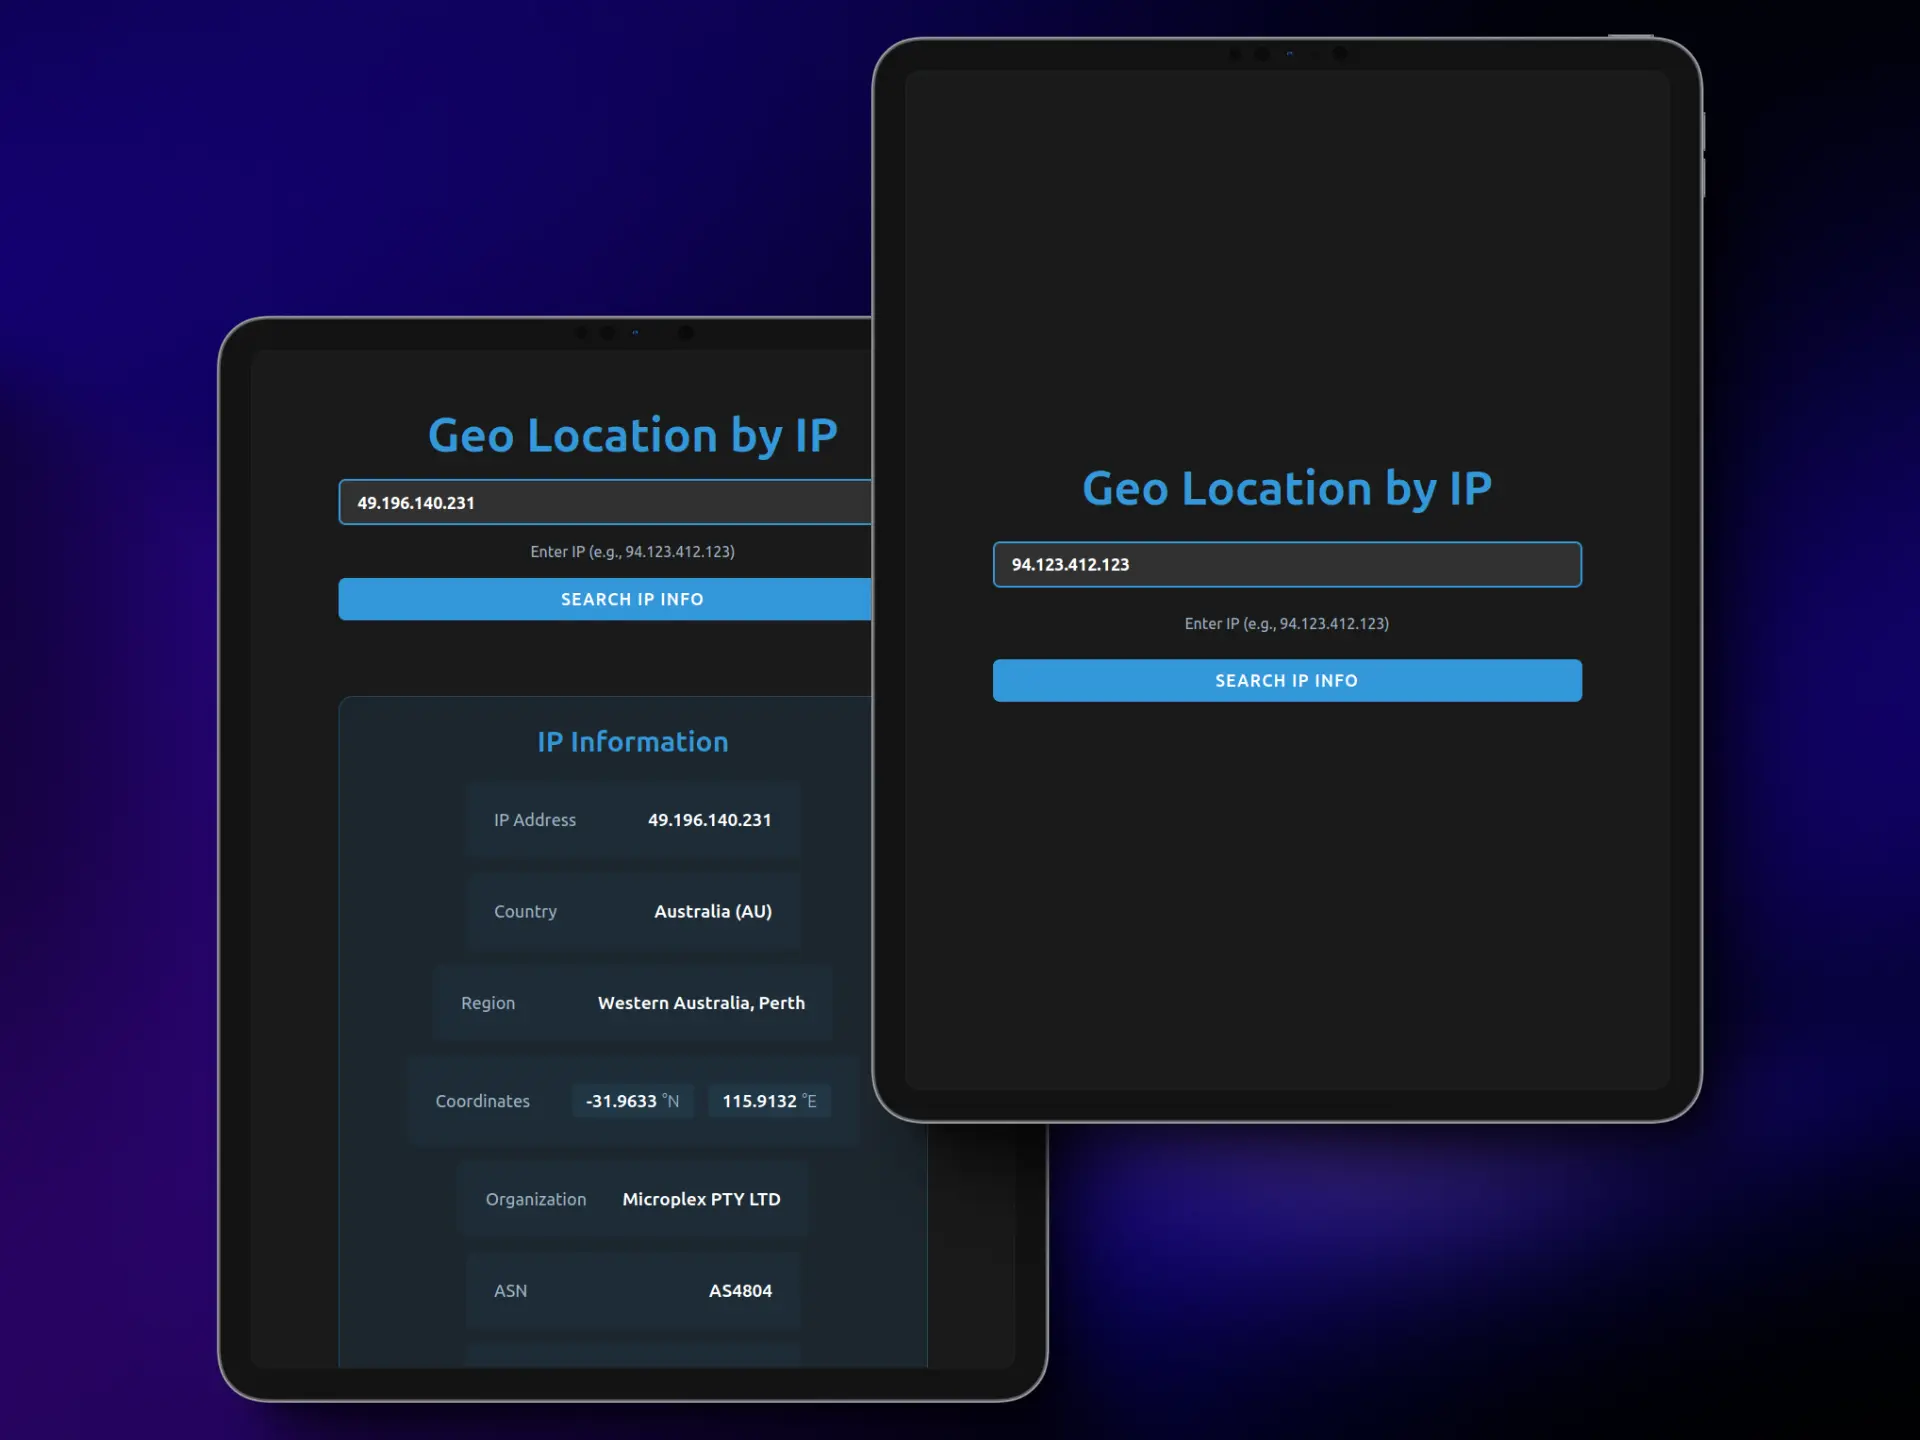 Geo Location by IP
49.196.140.231
Enter IP (e.g., 94.123.412.123)
SEARCH IP INFO
IP Information
IP Address 49.196.140.231
Country Australia (AU)
Region Western Australia, Perth
Coordinates -31.9633 °N 115.9132 °E
Organization Microplex PTY LTD
ASN AS4804
Geo Location by IP
94.123.412.123
Enter IP (e.g., 94.123.412.123)
SEARCH IP INFO